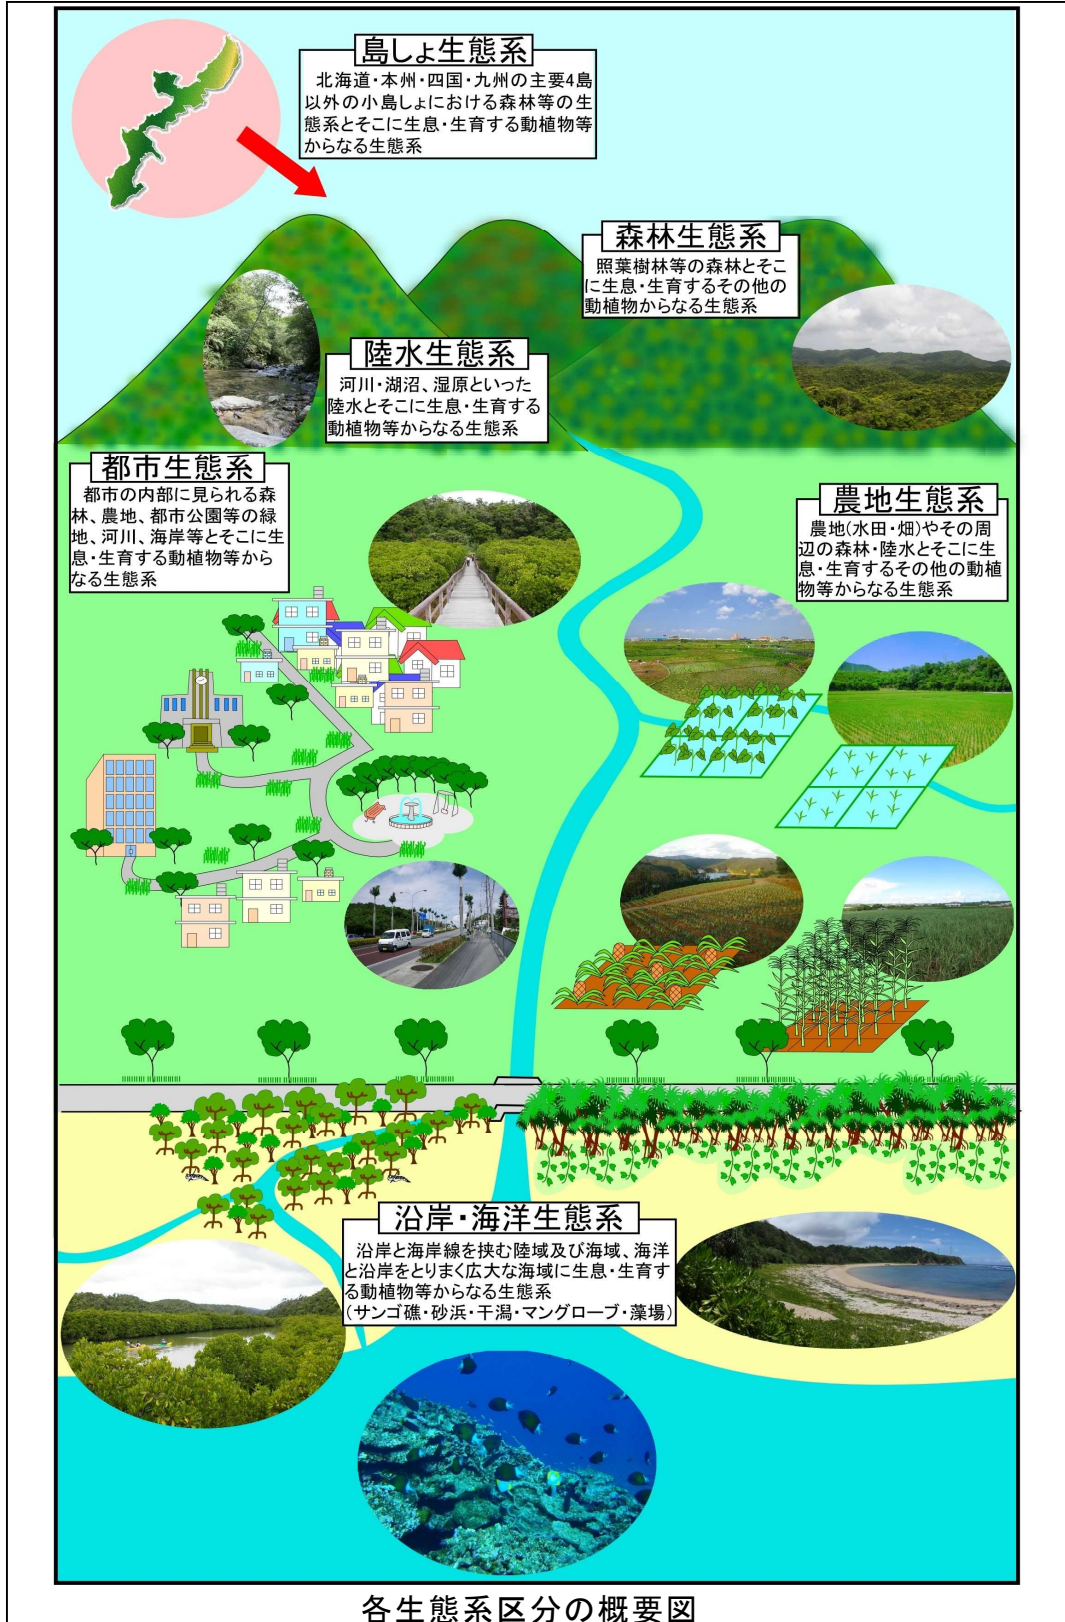 島しょ生態系
北海道・本州・四国・九州の主要4島
以外の小島しょにおける森林等の生
態系とそこに生息・生育する動植物等
からなる生態系
森林生態系
照葉樹林等の森林とそこ
に生息・生育するその他の
動植物からなる生態系
陸水生態系
河川・湖沼、湿原といった
陸水とそこに生息・生育する
動植物等からなる生態系
都市生態系
都市の内部に見られる森
林、農地、都市公園等の緑
地、河川、海岸等とそこに生
息・生育する動植物等から
なる生態系
農地生態系
農地(水田・畑)やその周
辺の森林・陸水とそこに生
息・生育するその他の動植
物等からなる生態系
沿岸・海洋生態系
沿岸と海岸線を挟む陸域及び海域、海洋
と沿岸をとりまく広大な海域に生息・生育す
る動植物等からなる生態系
(サンゴ礁・砂浜・干潟・マングローブ・藻場)
各生態系区分の概要図